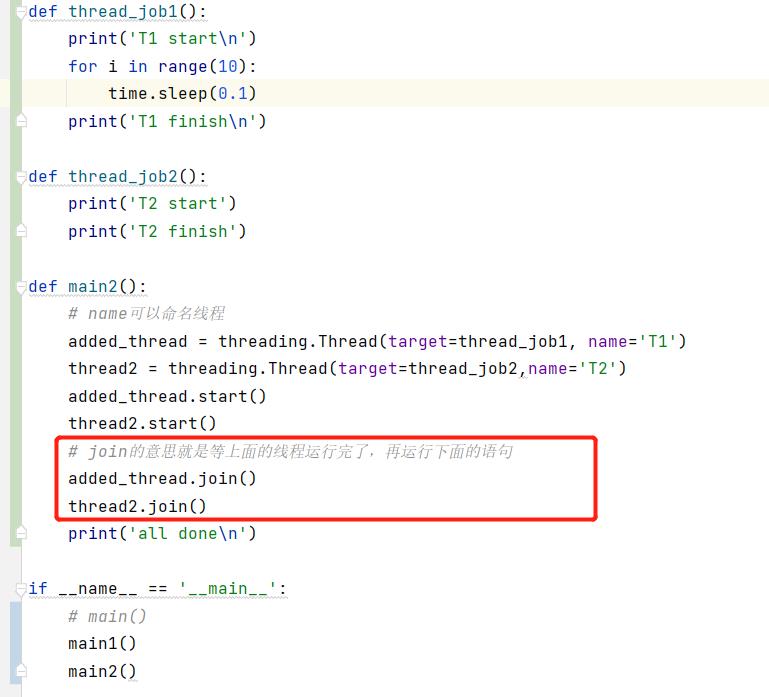 def thread_job1():
    print('T1 start\n')
    for i in range(10):
        time.sleep(0.1)
    print('T1 finish\n')
def thread_job2():
    print('T2 start')
    print('T2 finish')
def main2():
    # name可以命名线程
    added_thread = threading.Thread(target=thread_job1, name='T1')
    thread2 = threading.Thread(target=thread_job2,name='T2')
    added_thread.start()
    thread2.start()
    # join的意思就是等上面的线程运行完了，再运行下面的语句
    added_thread.join()
    thread2.join()
    print('all done\n')
if __name__ == '__main__':
    # main()
    main1()
    main2()